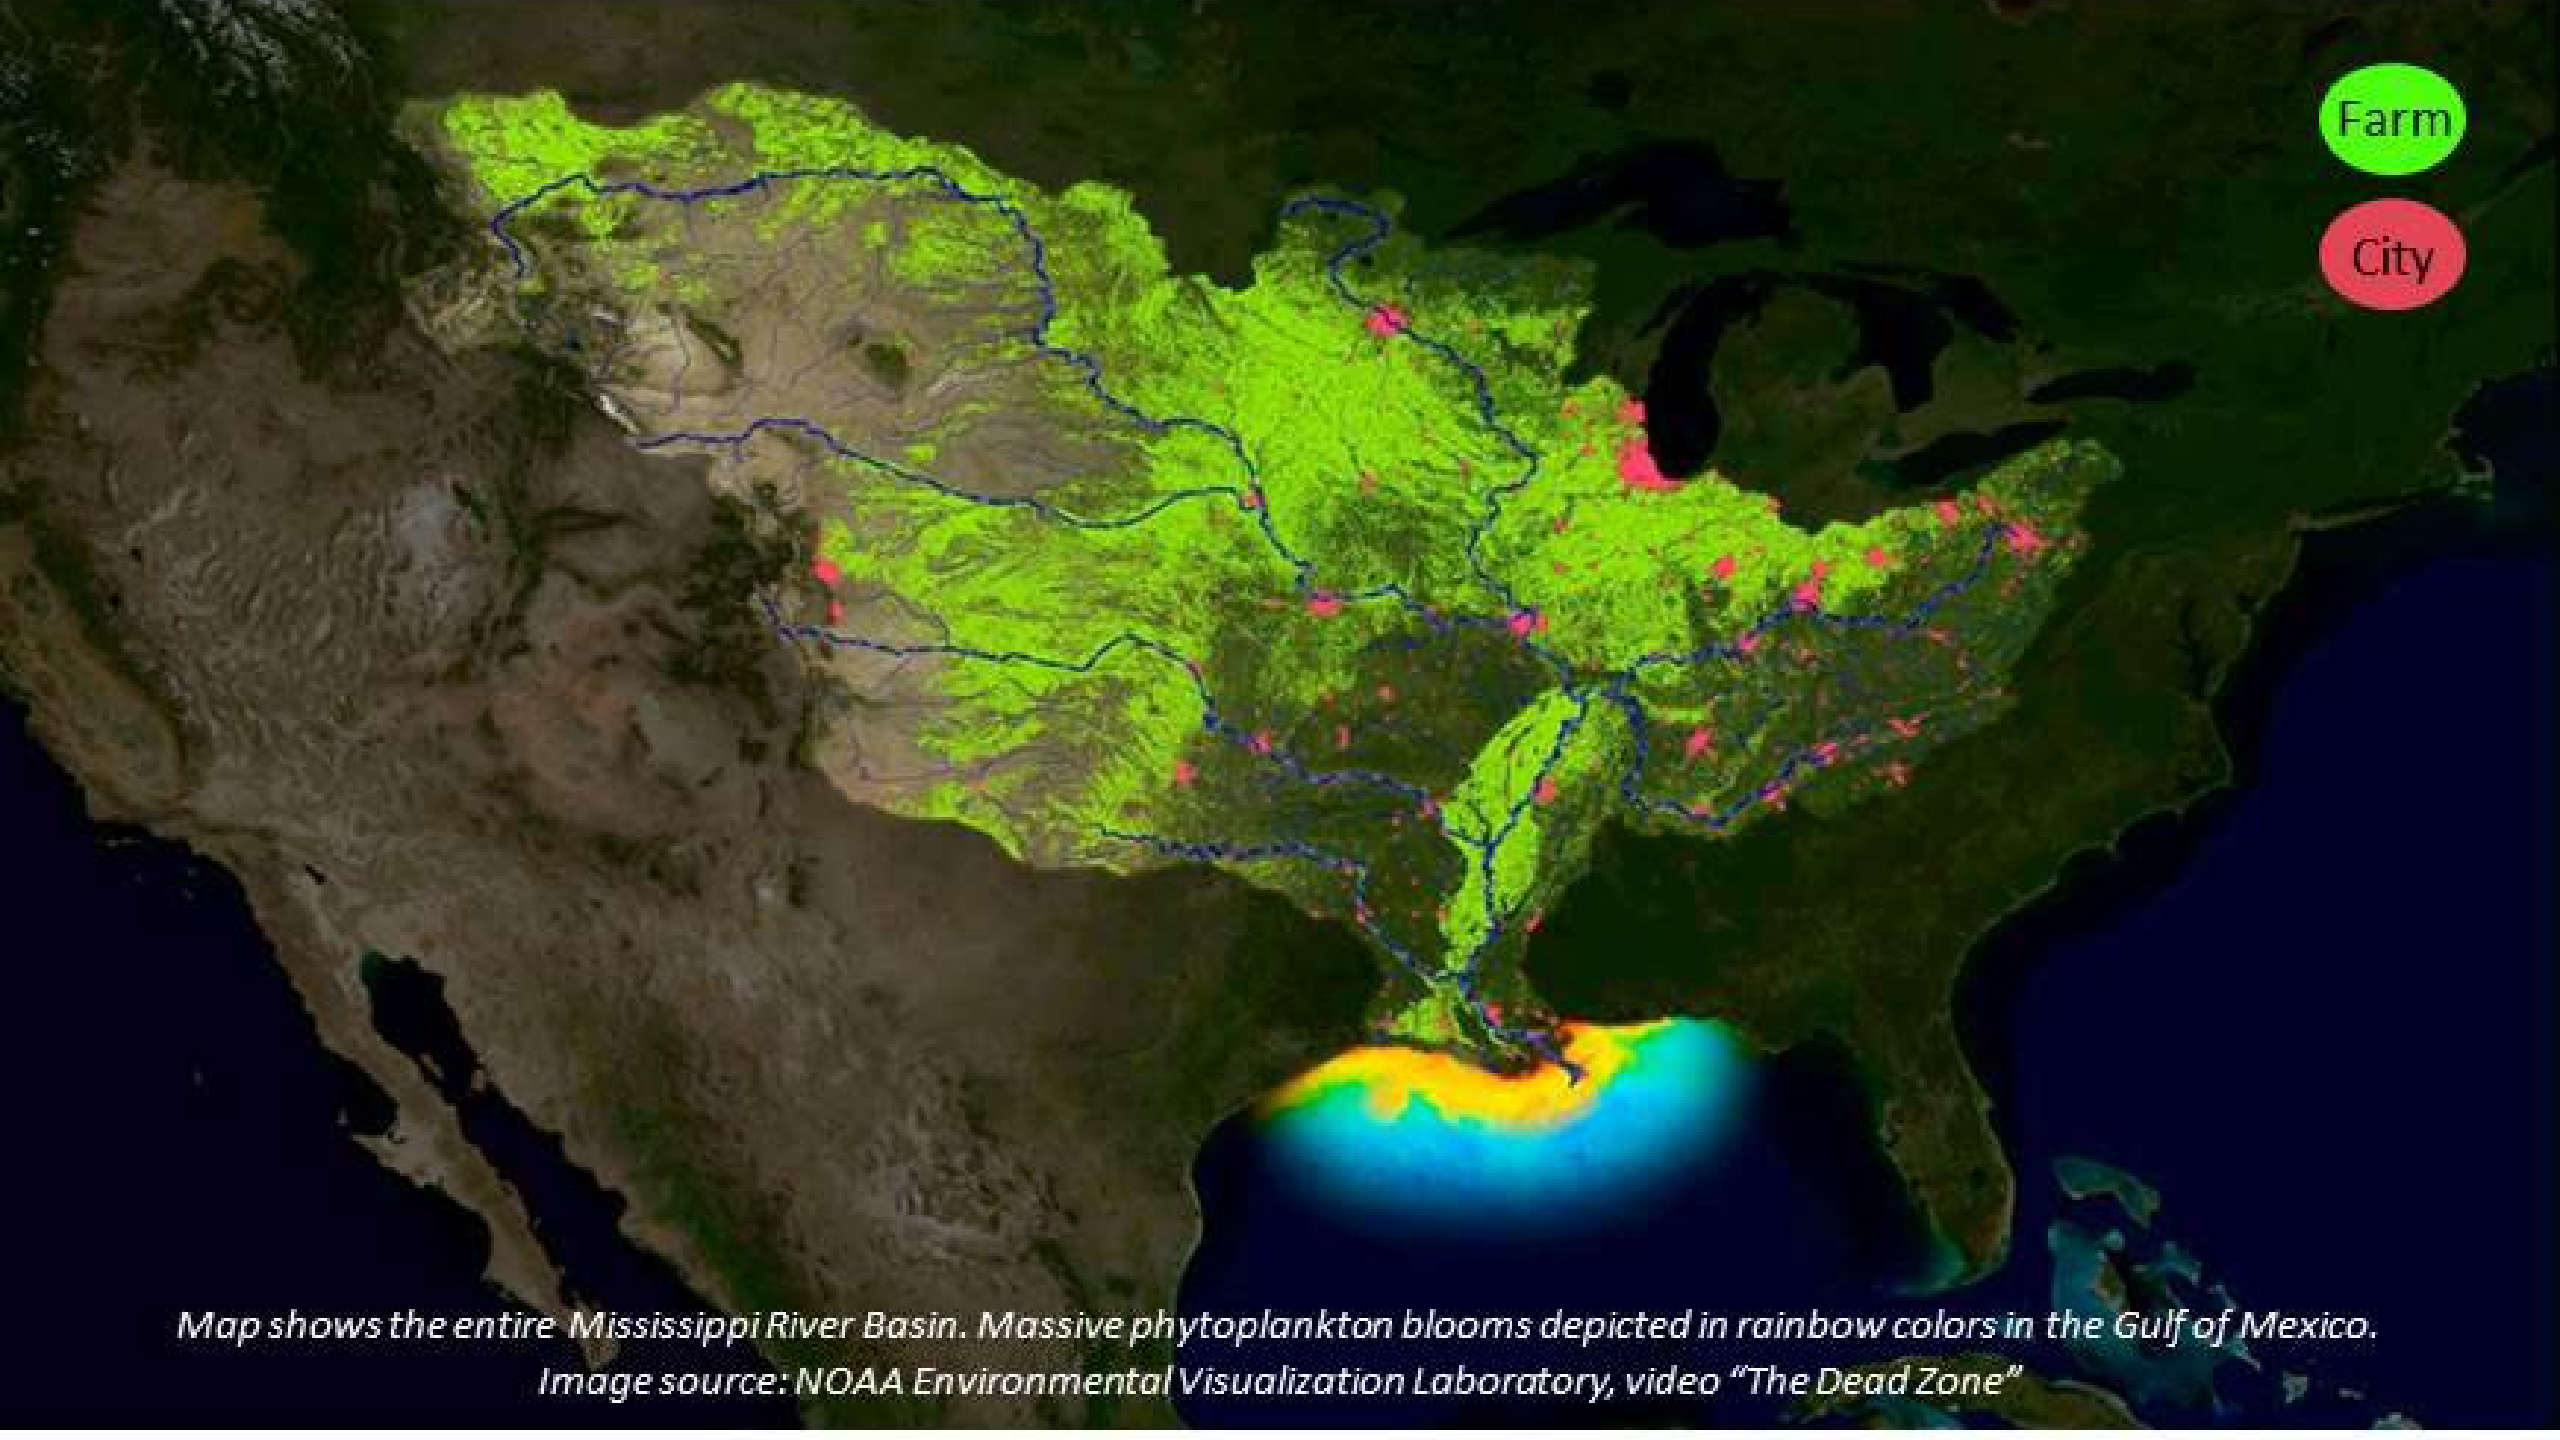 Farm
City
Map shows the entire Mississippi River Basin. Massive phytoplankton blooms depicted in rainbow colors in the Gulf of Mexico.
Image source: NOAA Environmental Visualization Laboratory, video “The Dead Zone”